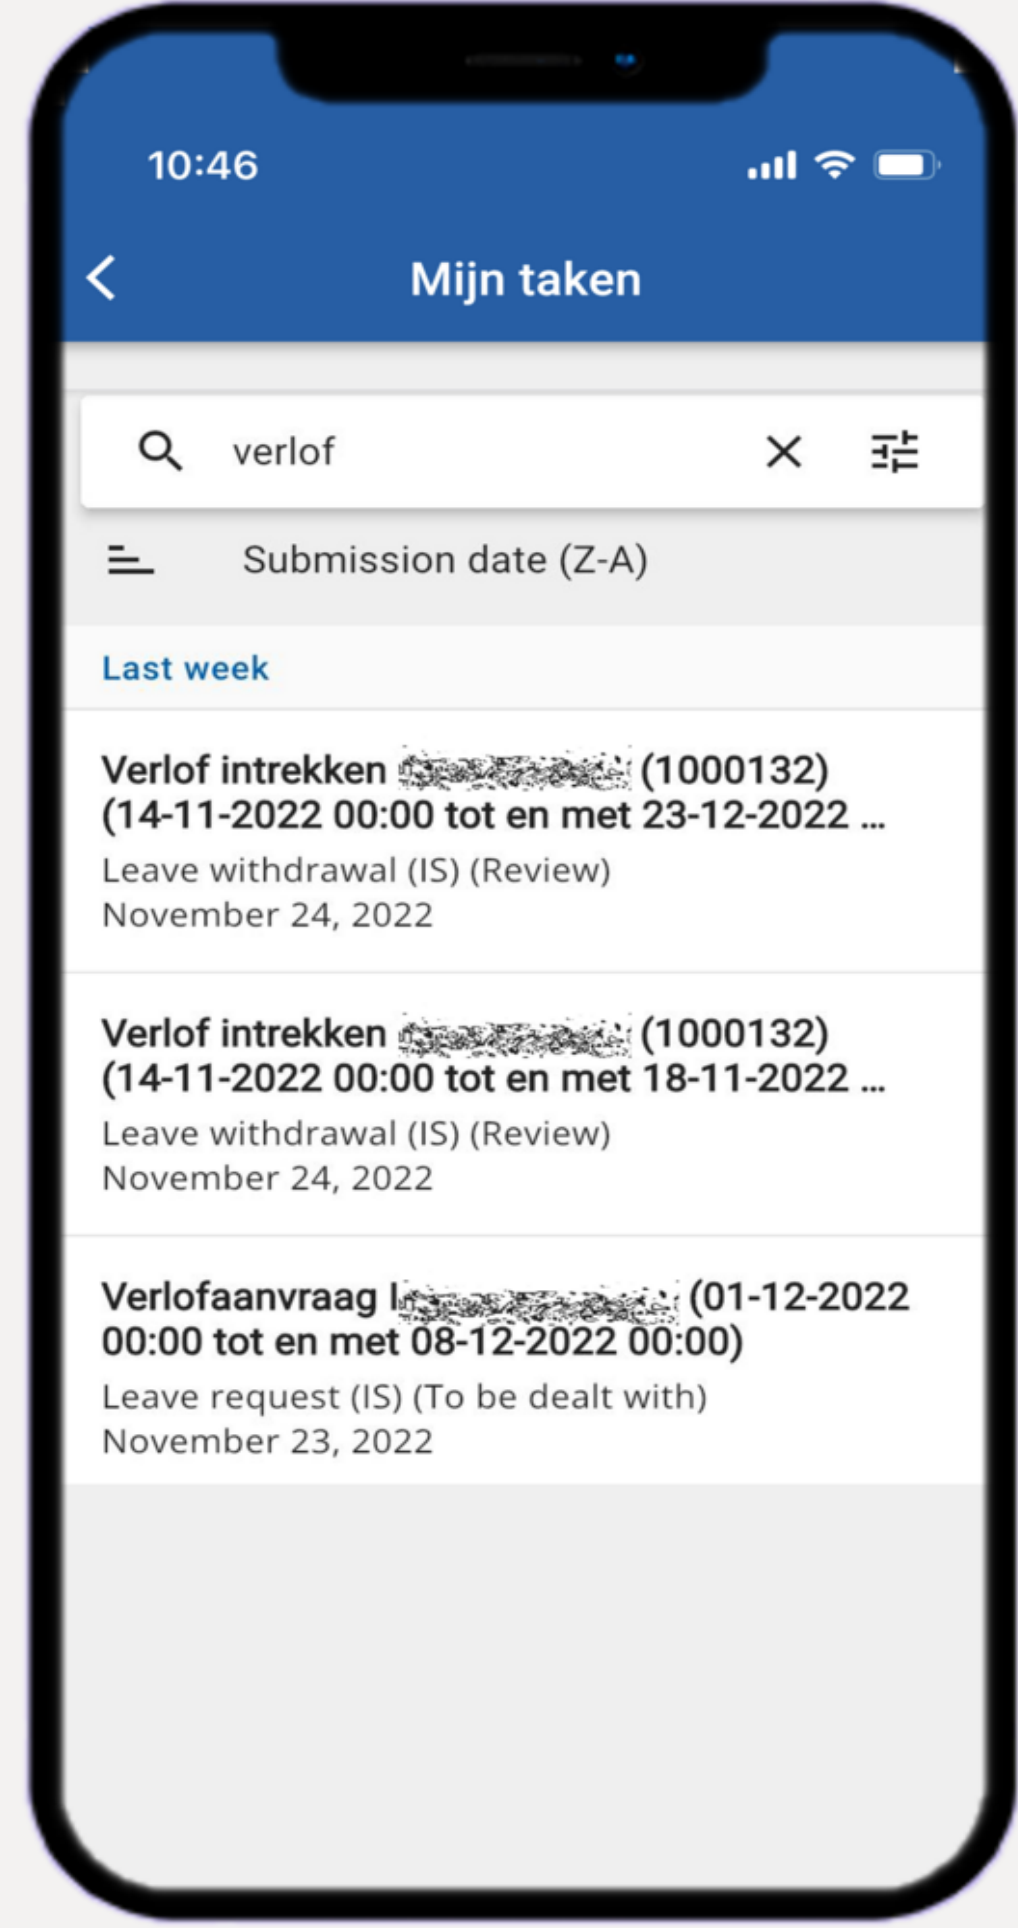 10:46
Mijn taken
verlof
Submission date (Z-A)
Last week
Verlof intrekken (1000132)
(14-11-2022 00:00 tot en met 23-12-2022 ...
Leave withdrawal (IS) (Review)
November 24, 2022
Verlof intrekken (1000132)
(14-11-2022 00:00 tot en met 18-11-2022 ...
Leave withdrawal (IS) (Review)
November 24, 2022
Verlofaanvraag (01-12-2022
00:00 tot en met 08-12-2022 00:00)
Leave request (IS) (To be dealt with)
November 23, 2022